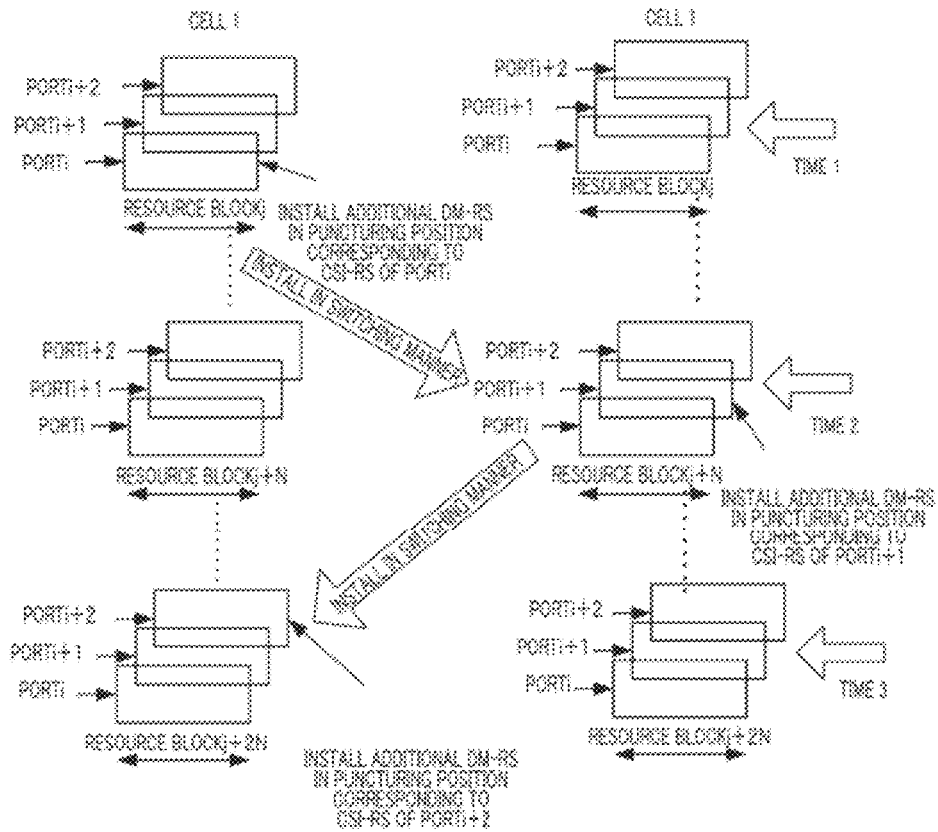 CELL 1
PORTi+2
PORTi+1
PORTi
RESOURCE BLOCKj
INSTALL ADDITIONAL DM-RS
IN PUNCTURING POSITION
CORRESPONDING TO
CSI-RS OF PORTi
CELL 1
PORTi+2
PORTi+1
PORTi
TIME 1
RESOURCE BLOCKj
INSTALL IN SWITCHING MANNER
PORTi+2
PORTi+1
PORTi
RESOURCE BLOCKj+N
PORTi+2
PORTi+1
PORTi
TIME 2
RESOURCE BLOCKj+N
INSTALL ADDITIONAL DM-RS
IN PUNCTURING POSITION
CORRESPONDING TO
CSI-RS OF PORTi+1
INSTALL IN SWITCHING MANNER
PORTi+2
PORTi+1
PORTi
RESOURCE BLOCKj+2N
INSTALL ADDITIONAL DM-RS
IN PUNCTURING POSITION
CORRESPONDING TO
CSI-RS OF PORTi+2
PORTi+2
PORTi+1
PORTi
TIME 3
RESOURCE BLOCKj+2N